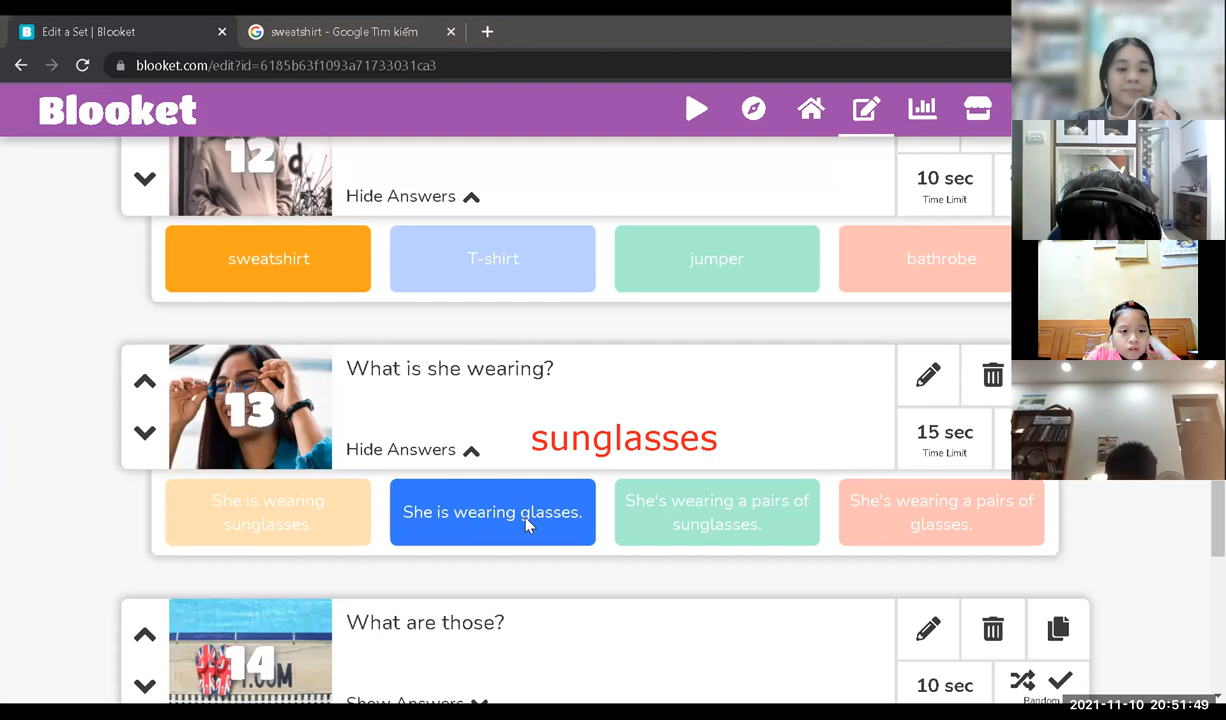 Edit a Set | Blooket
sweatshirt - Google Tìm kiếm
blooket.com/edit?id=6185b63f1093a71733031ca3
Blooket
12
Hide Answers
10 sec
Time Limit
sweatshirt
T-shirt
jumper
bathrobe
13
What is she wearing?
Hide Answers
sunglasses
15 sec
Time Limit
She is wearing
sunglasses.
She is wearing glasses.
She's wearing a pairs of
sunglasses.
She's wearing a pairs of
glasses.
14
.COM
What are those?
Show Answers
10 sec
Random
2021-11-10 20:51:49